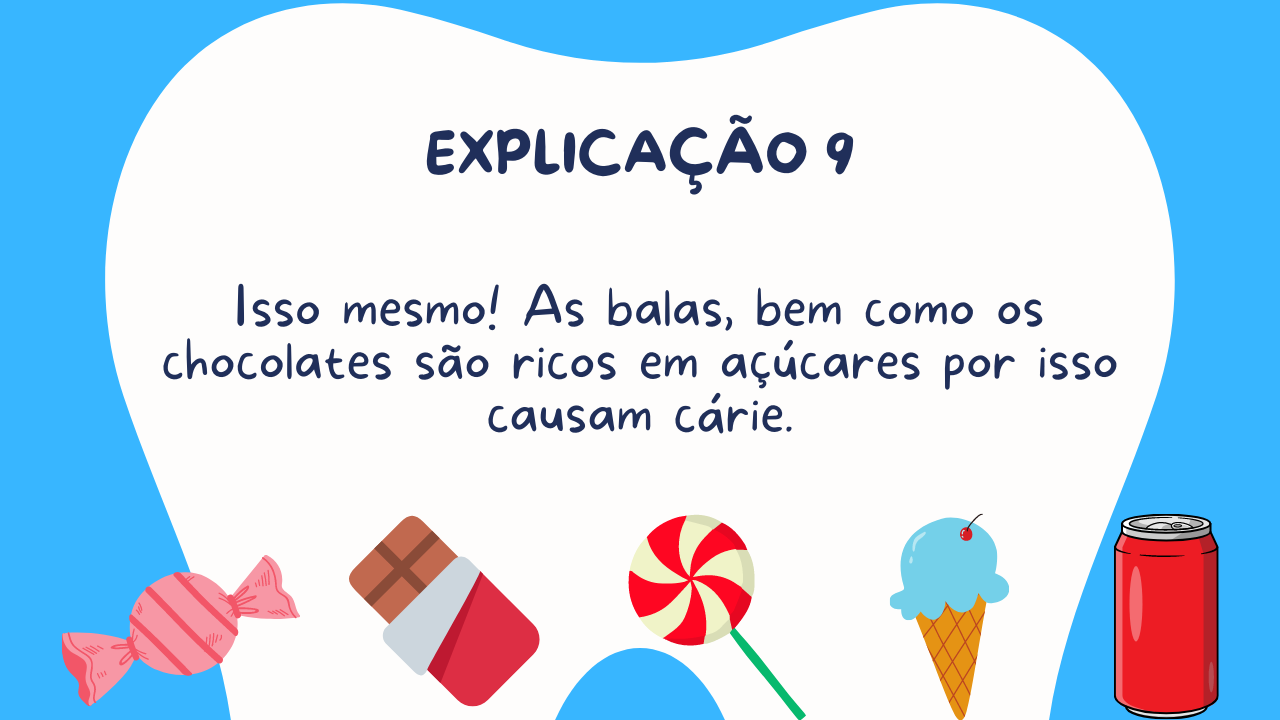 EXPLICAÇÃO 9
Isso mesmo! As balas, bem como os
chocolates são ricos em açúcares por isso
causam cárie.